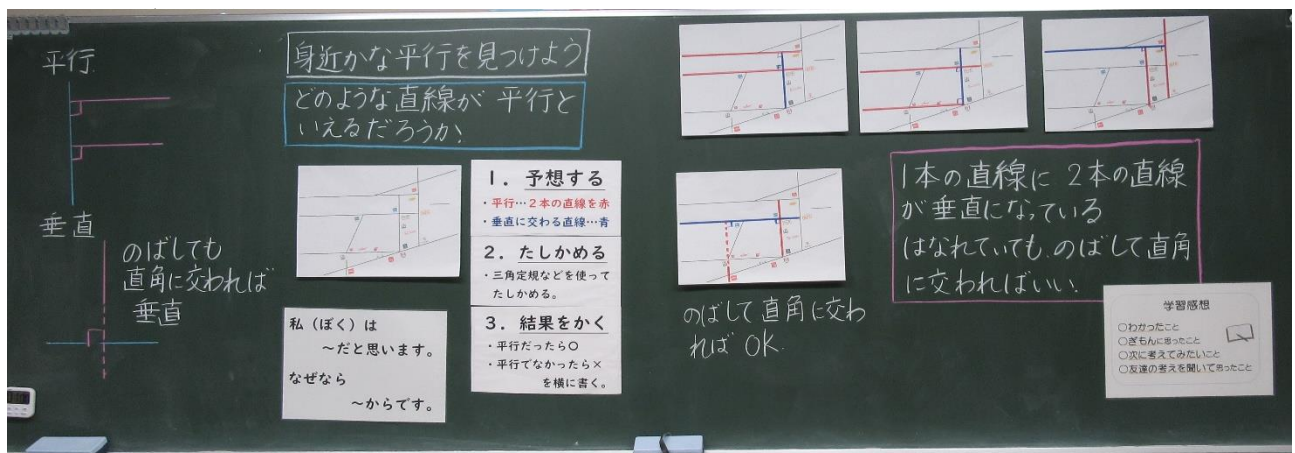 平行
垂直
のばしても
直角に交われば
垂直
身近かな平行を見つけよう
どのような直線が 平行と
いえるだろうか。
私（ぼく）は
～だと思います。
なぜなら
～からです。
1. 予想する
・平行…2本の直線を赤
・垂直に交わる直線…青
2. たしかめる
・三角定規などを使って
たしかめる。
3. 結果をかく
・平行だったら○
・平行でなかったら×
を横に書く。
のばして直角に交わ
れば OK.
1本の直線に 2本の直線
が垂直になっている
はなれていても、のばして直角
に交わればいい。
学習感想
○わかったこと
○ぎもんに思ったこと
○次に考えてみたいこと
○友達の考えを聞いて思ったこと